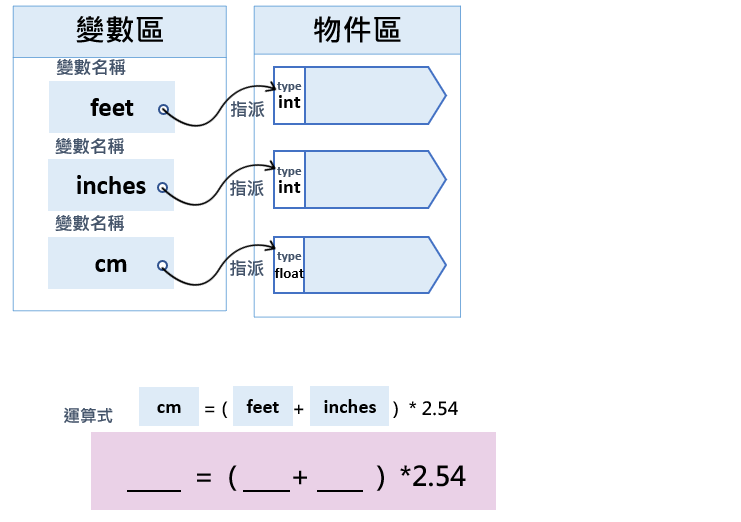 變數區
物件區
變數名稱
feet
指派
type
int
變數名稱
inches
指派
type
int
變數名稱
cm
指派
type
float
運算式 cm = ( feet + inches ) * 2.54
____ = ( ____ + ____ ) *2.54